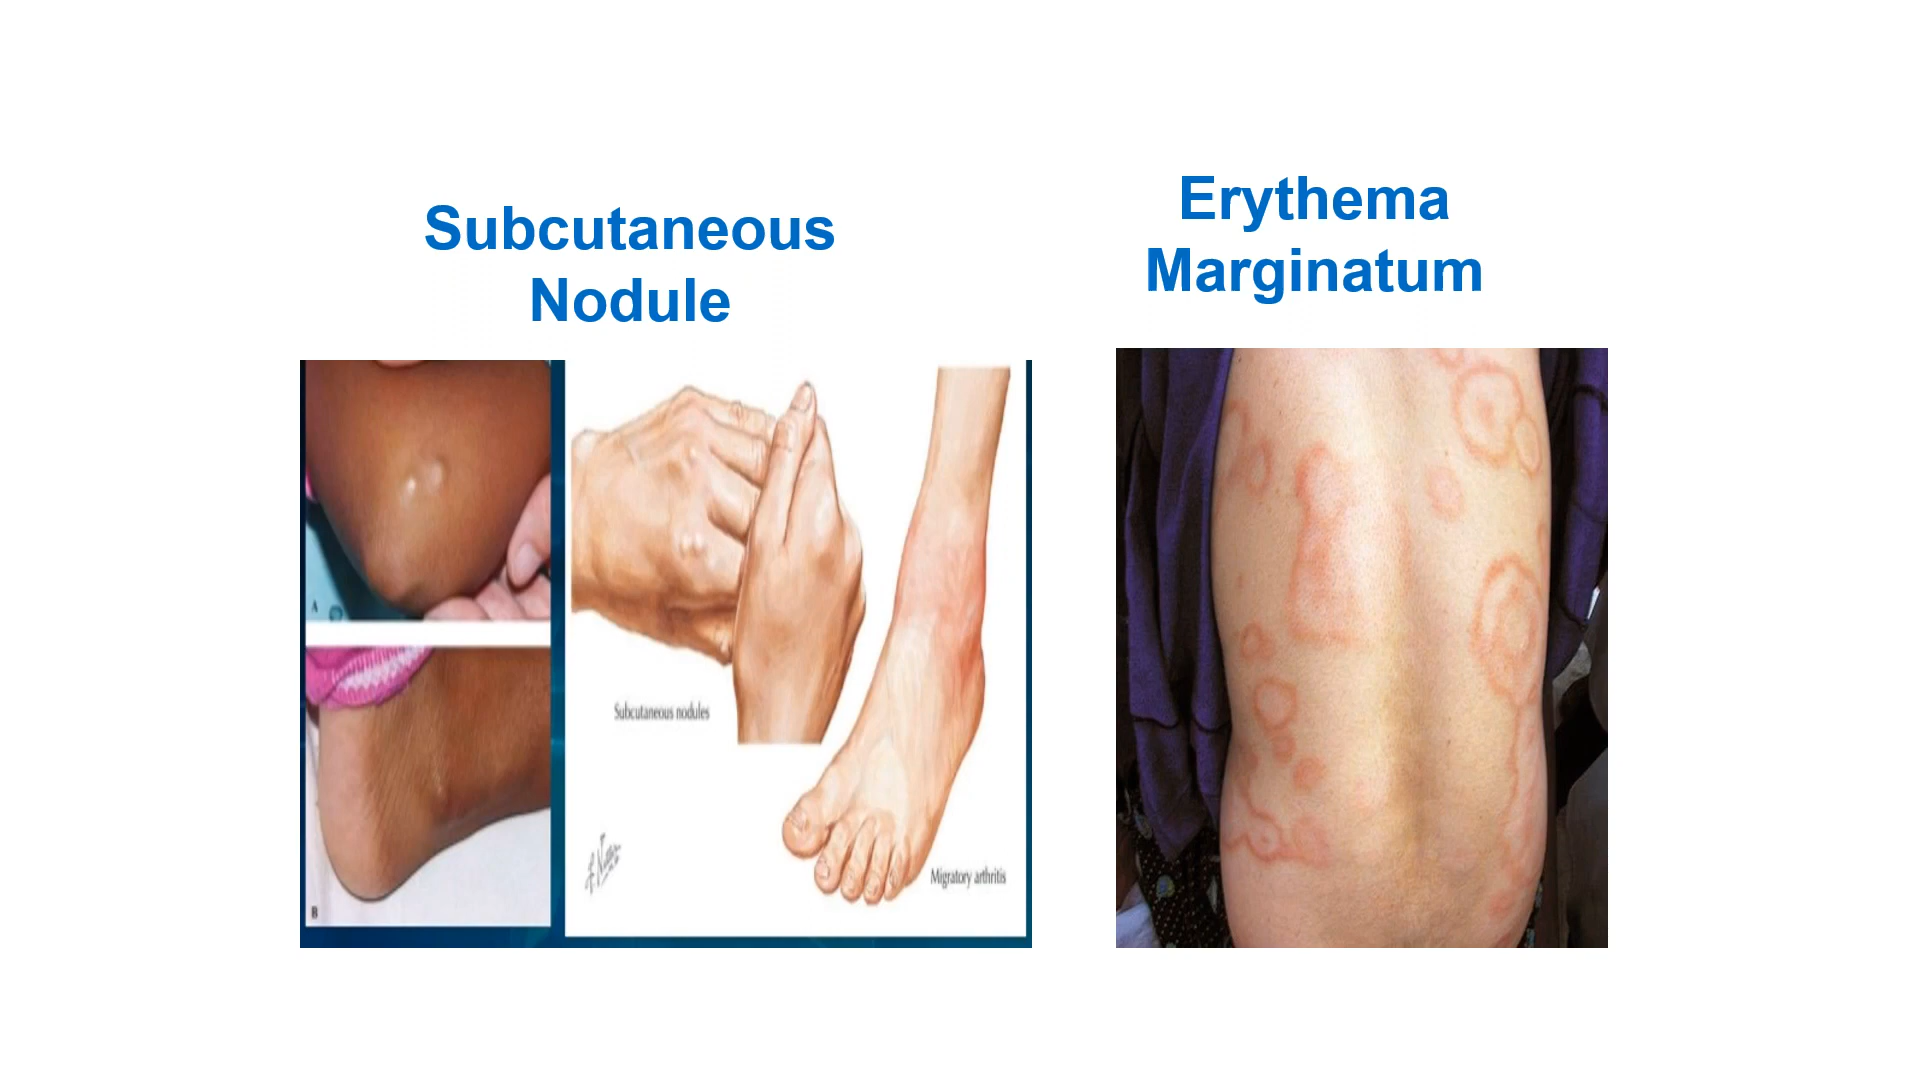 Subcutaneous
Nodule
Erythema
Marginatum
A
Subcutaneous nodules
Migratory arthritis
B